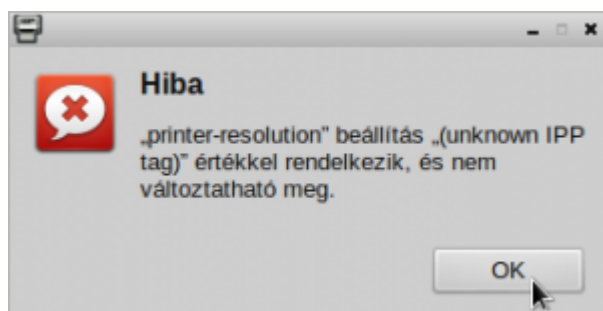 Hiba
„printer-resolution” beállítás „(unknown IPP
tag)” értékkel rendelkezik, és nem
változtatható meg.
OK